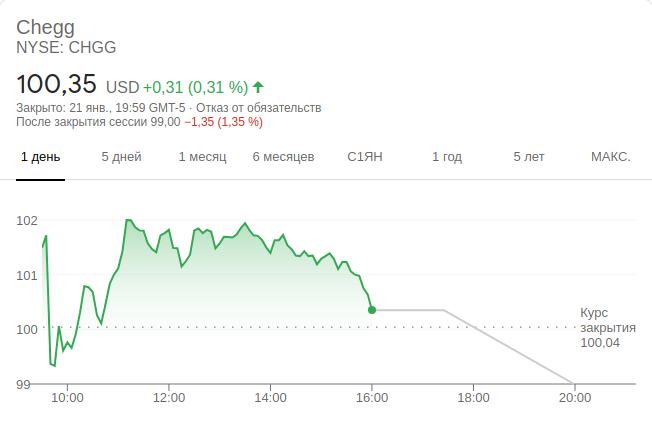 Chegg
NYSE: CHGG
100,35 USD +0,31 (0,31 %)
Закрыто: 21 янв., 19:59 GMT-5 · Отказ от обязательств
После закрытия сессии 99,00 −1,35 (1,35 %)
1 день 5 дней 1 месяц 6 месяцев С1ЯН 1 год 5 лет МАКС.
102
101
100
99
Курс
закрытия
100,04
10:00 12:00 14:00 16:00 18:00 20:00